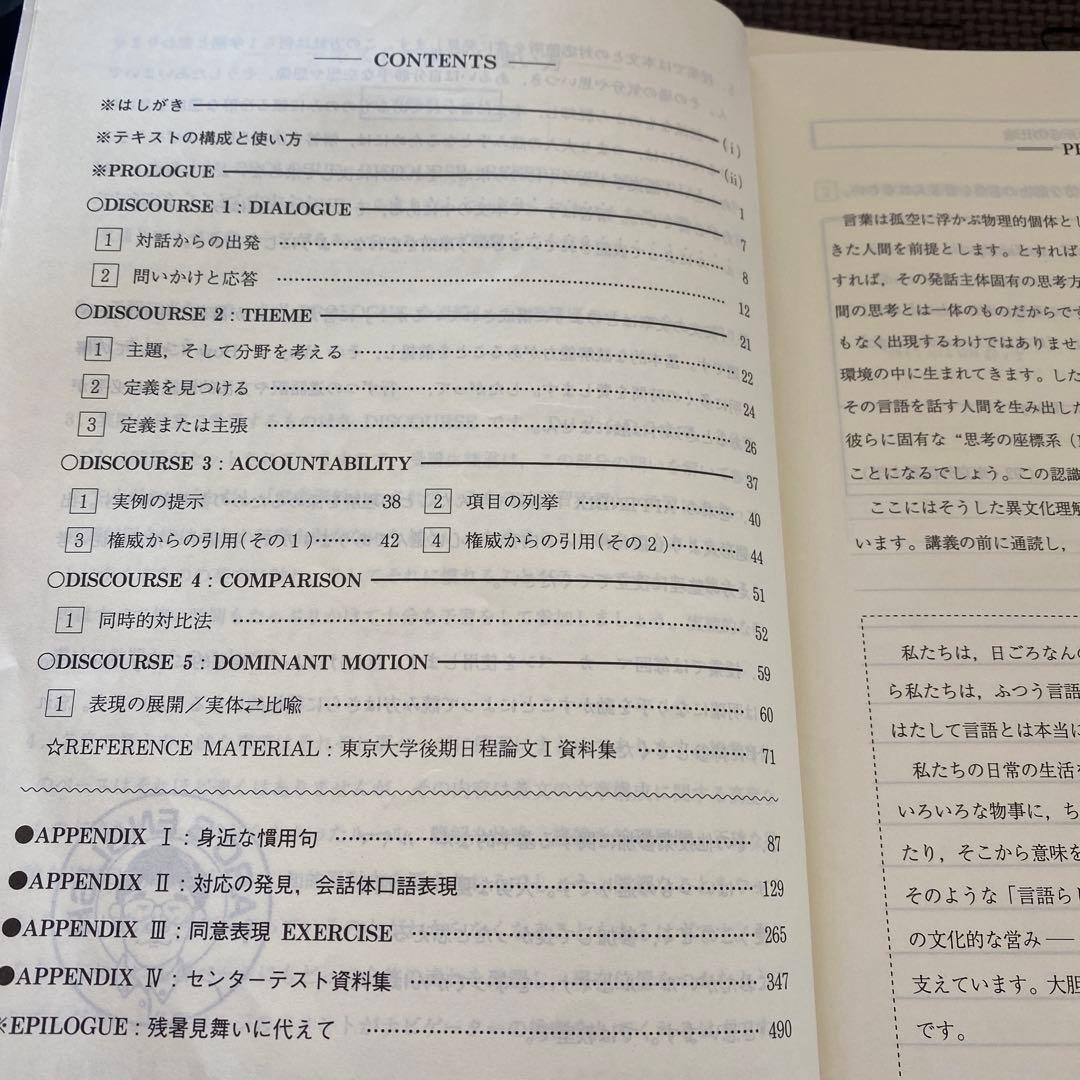 CONTENTS
※はしがき (i)
※テキストの構成と使い方 (ii)
※PROLOGUE 1
○DISCOURSE 1：DIALOGUE 7
1 対話からの出発 8
2 問いかけと応答 12
○DISCOURSE 2：THEME 21
1 主題，そして分野を考える 22
2 定義を見つける 24
3 定義または主張 26
○DISCOURSE 3：ACCOUNTABILITY 37
1 実例の提示 38 2 項目の列挙 40
3 権威からの引用(その１) 42 4 権威からの引用(その２) 44
○DISCOURSE 4：COMPARISON 51
1 同時的対比法 52
○DISCOURSE 5：DOMINANT MOTION 59
1 表現の展開／実体⇄比喩 60
☆REFERENCE MATERIAL：東京大学後期日程論文Ⅰ資料集 71
●APPENDIX Ⅰ：身近な慣用句 87
●APPENDIX Ⅱ：対応の発見，会話体口語表現 129
●APPENDIX Ⅲ：同意表現 EXERCISE 265
●APPENDIX Ⅳ：センターテスト資料集 347
※EPILOGUE：残暑見舞いに代えて 490
言葉は孤空に浮かぶ物理的個体とし
きた人間を前提とします。とすれば
すれば，その発話主体固有の思考方
間の思考とは一体のものだからです
もなく出現するわけではありませ
環境の中に生まれてきます。した
その言語を話す人間を生み出した
彼らに固有な“思考の座標系（
ことになるでしょう。この認識
ここにはそうした異文化理解
います。講義の前に通読し，
私たちは，日ごろなんの
ら私たちは，ふつう言語
はたして言語とは本当に
私たちの日常の生活を
いろいろな物事に，ち
たり，そこから意味を
そのような「言語らし
の文化的な営み――
支えています。大胆
です。